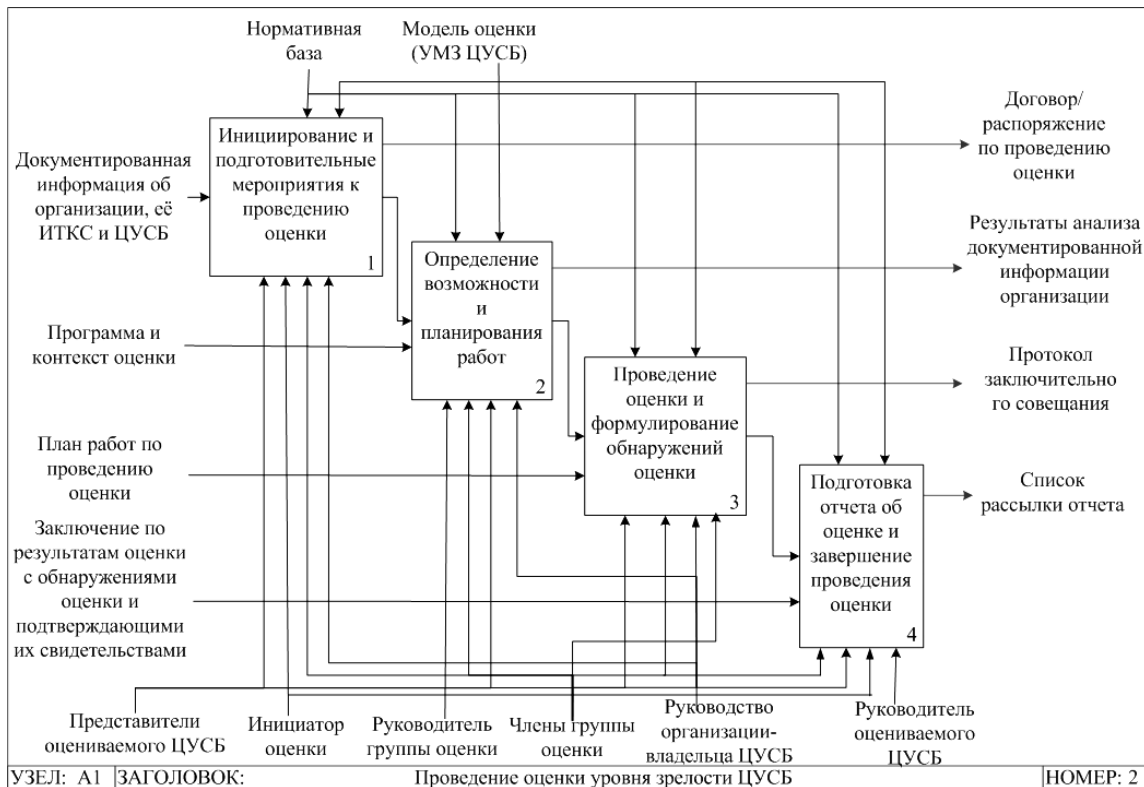 Нормативная
база
Модель оценки
(УМЗ ЦУСБ)
Документированная
информация об
организации, её
ИТКС и ЦУСБ
Инициирование и
подготовительные
мероприятия к
проведению
оценки
1
Договор/
распоряжение
по проведению
оценки
Программа и
контекст оценки
Определение
возможности
и
планирования
работ
2
Результаты анализа
документированной
информации
организации
План работ по
проведению
оценки
Проведение
оценки и
формулирование
обнаружений
оценки
3
Протокол
заключительно
го совещания
Заключение по
результатам оценки
с обнаружениями
оценки и
подтверждающими
их свидетельствами
Подготовка
отчета об
оценке и
завершение
проведения
оценки
4
Список
рассылки отчета
Представители
оцениваемого ЦУСБ
Инициатор
оценки
Руководитель
группы оценки
Члены группы
оценки
Руководство
организации-
владельца ЦУСБ
Руководитель
оцениваемого
ЦУСБ
УЗЕЛ: А1 ЗАГОЛОВОК: Проведение оценки уровня зрелости ЦУСБ НОМЕР: 2